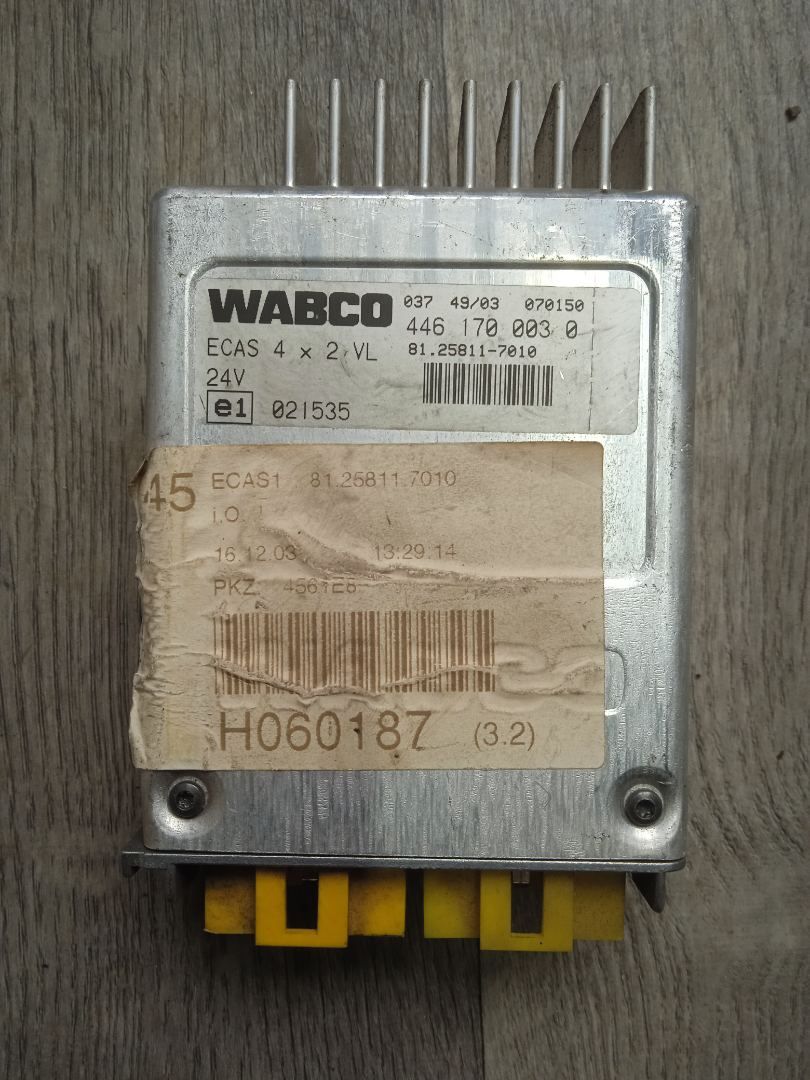 WABCO 037 49/03 070150
446 170 003 0
ECAS 4 x 2 VL 81.25811-7010
24V
e1 021535
45 ECAS1 81.25811.7010
i.O.
16.12.03 13:29.14
PKZ 4561E8
H060187 (3.2)